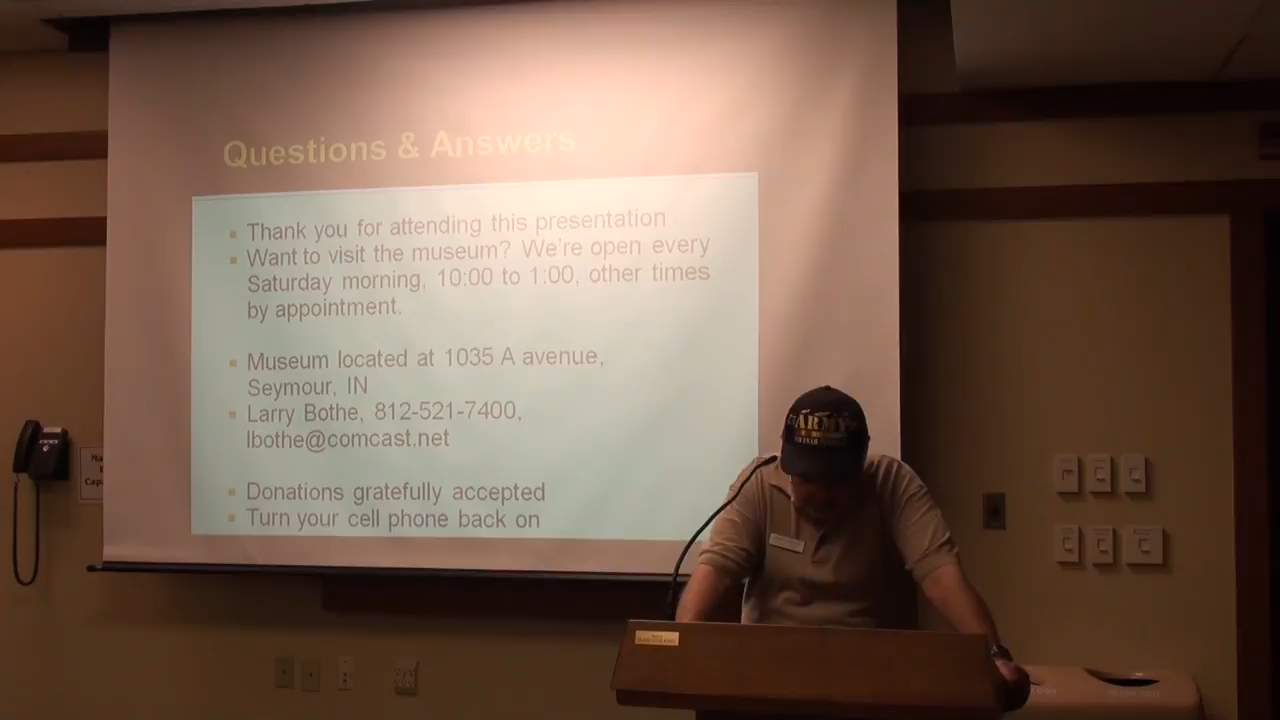 Questions & Answers
Thank you for attending this presentation
Want to visit the museum? We're open every
Saturday morning, 10:00 to 1:00, other times
by appointment.
Museum located at 1035 A avenue,
Seymour, IN
Larry Bothe, 812-521-7400,
lbothe@comcast.net
Donations gratefully accepted
Turn your cell phone back on
ARMY